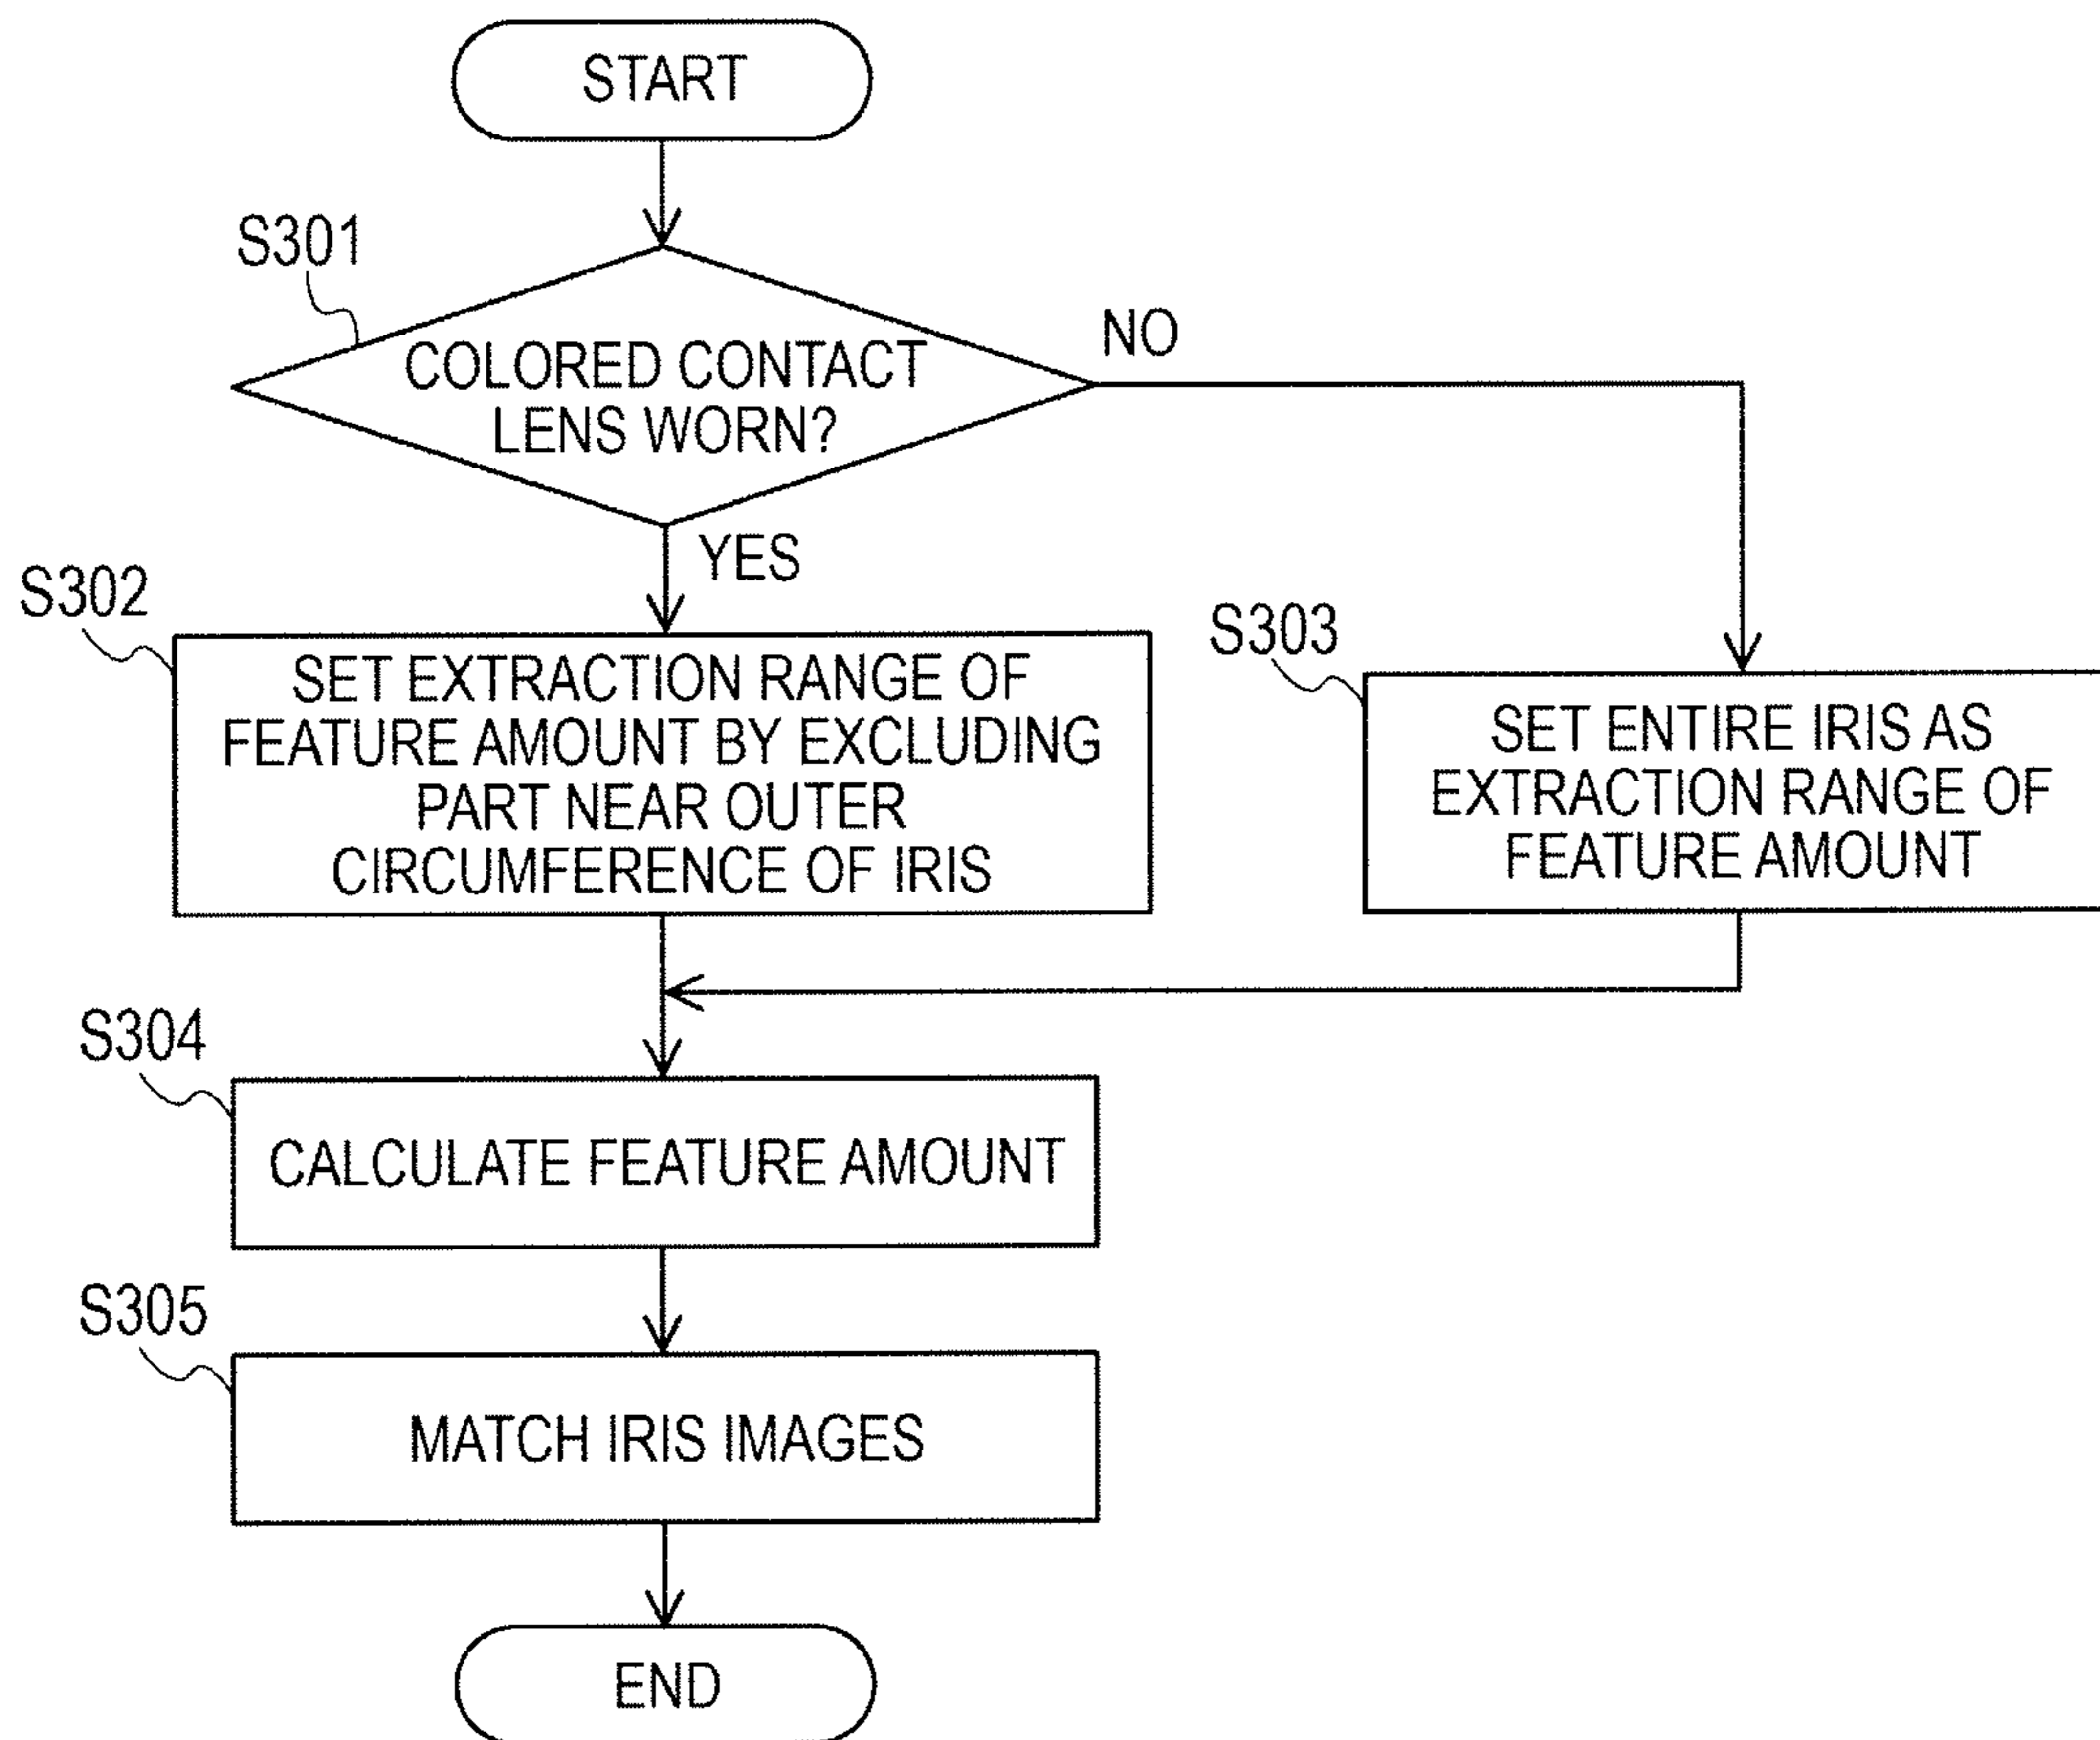 START
S301
COLORED CONTACT
LENS WORN?
NO
YES
S302
SET EXTRACTION RANGE OF
FEATURE AMOUNT BY EXCLUDING
PART NEAR OUTER
CIRCUMFERENCE OF IRIS
S303
SET ENTIRE IRIS AS
EXTRACTION RANGE OF
FEATURE AMOUNT
S304
CALCULATE FEATURE AMOUNT
S305
MATCH IRIS IMAGES
END